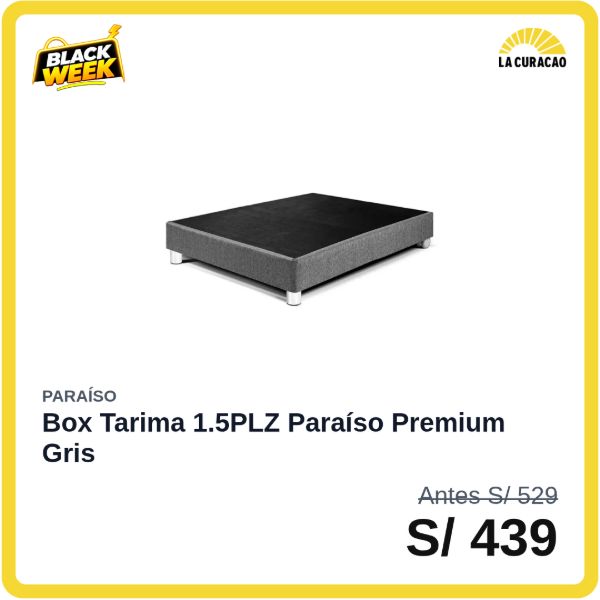 BLACK
WEEK
LA CURACAO
PARAÍSO
Box Tarima 1.5PLZ Paraíso Premium
Gris
Antes S/ 529
S/ 439